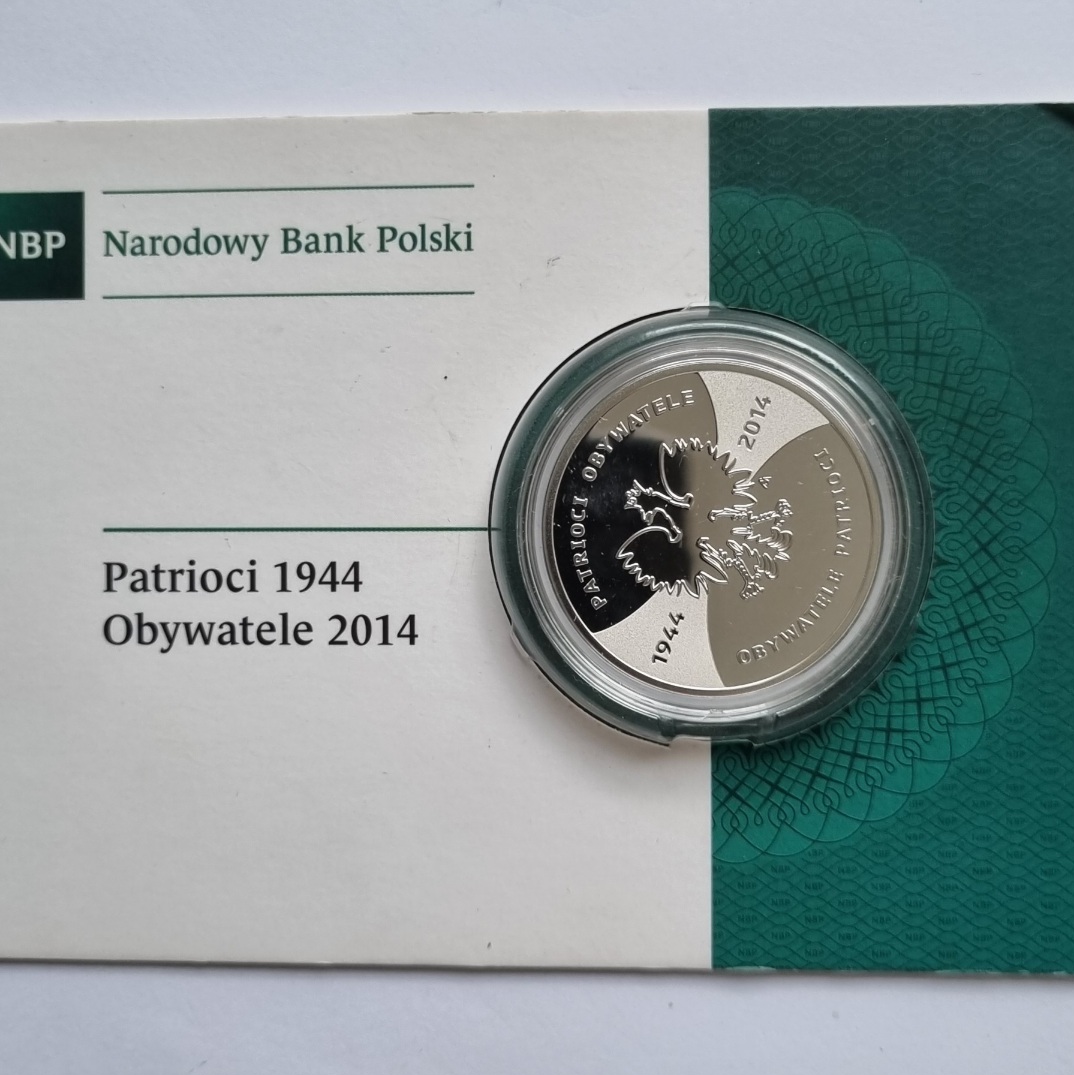 NBP
Narodowy Bank Polski
Patrioci 1944
Obywatele 2014
PATRIOCI OBYWATELE
2014
OBYWATELE PATRIOCI
1944